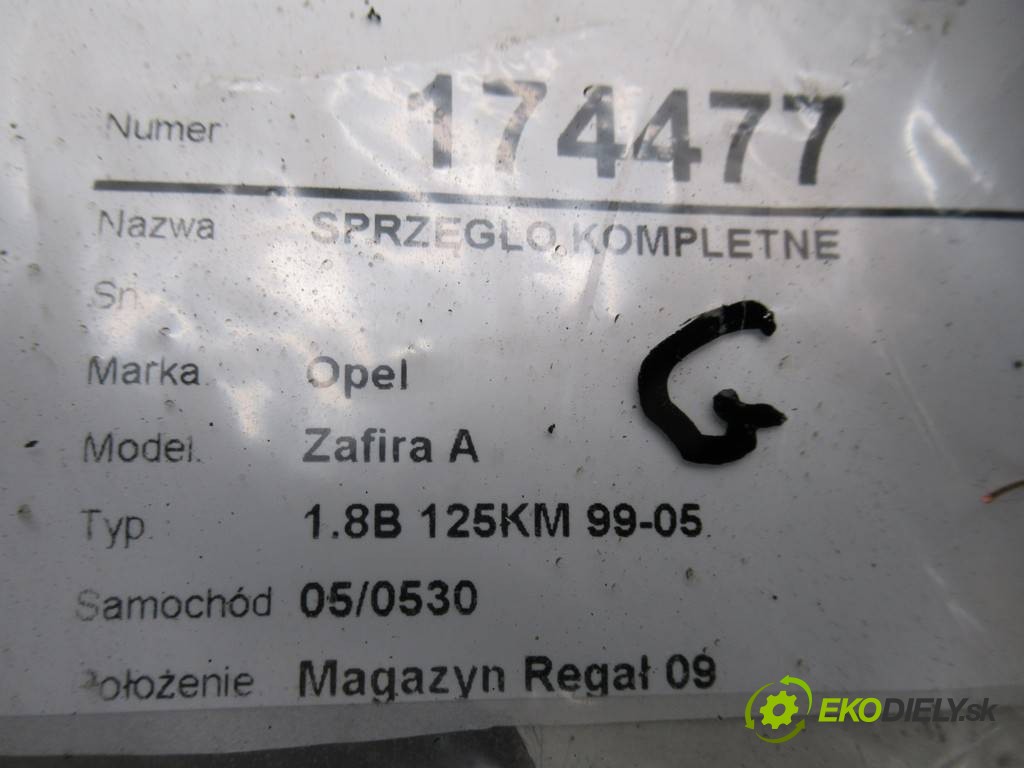 Numer 174477
Nazwa SPRZĘGŁO KOMPLETNE
Sn.
Marka Opel
G
Model. Zafira A
Typ. 1.8B 125KM 99-05
Samochód 05/0530
Położenie Magazyn Regał 09
EKODIELY.sk